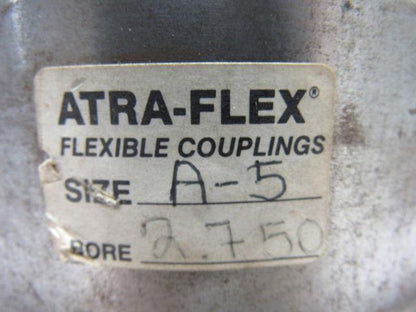 ATRA-FLEX®
FLEXIBLE COUPLINGS
SIZE A-5
BORE 2.750